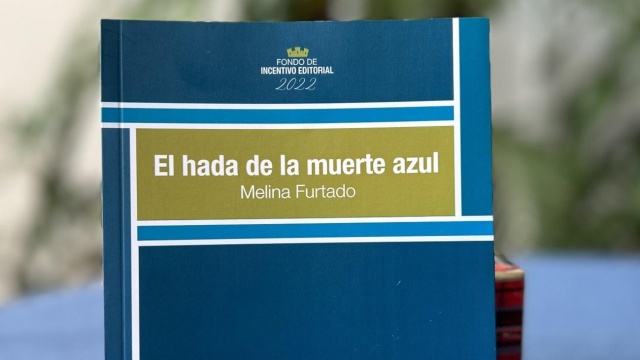 FONDO DE
INCENTIVO EDITORIAL
2022
El hada de la muerte azul
Melina Furtado